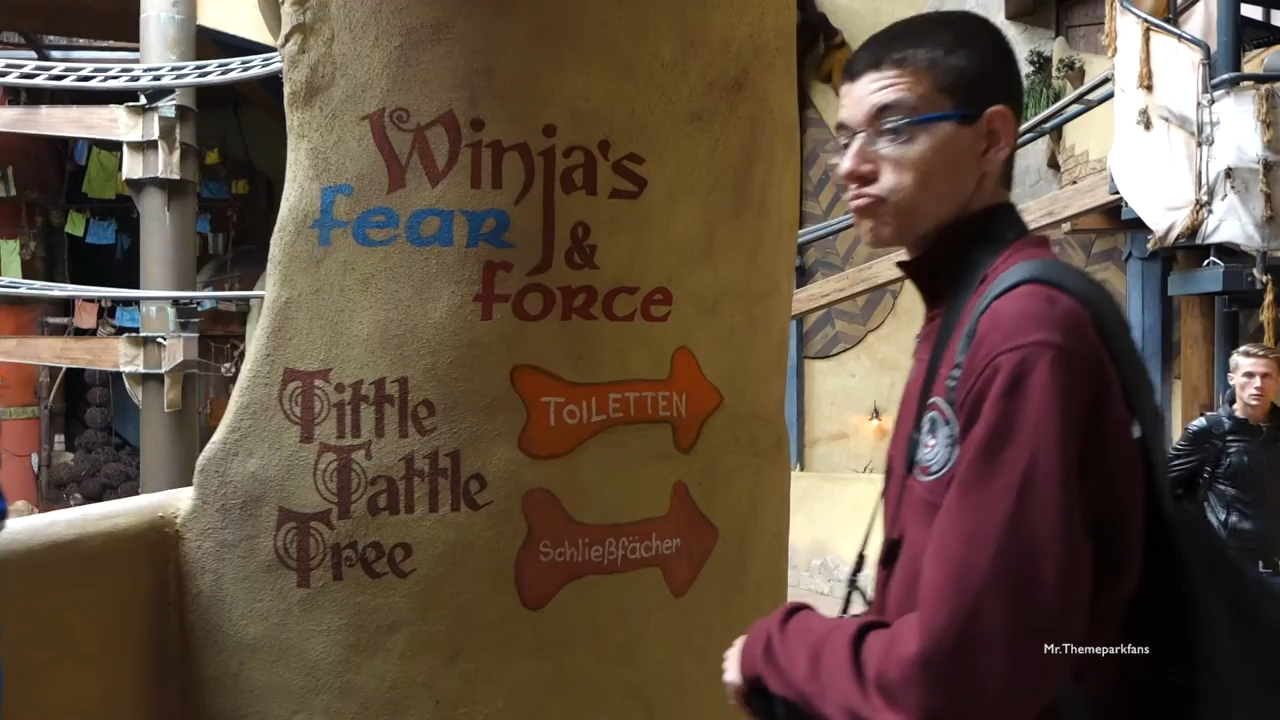 Winja's
fear
&
force
Tittle
Tattle
Tree
TOILETTEN
Schließfächer
Mr.Themeparkfans